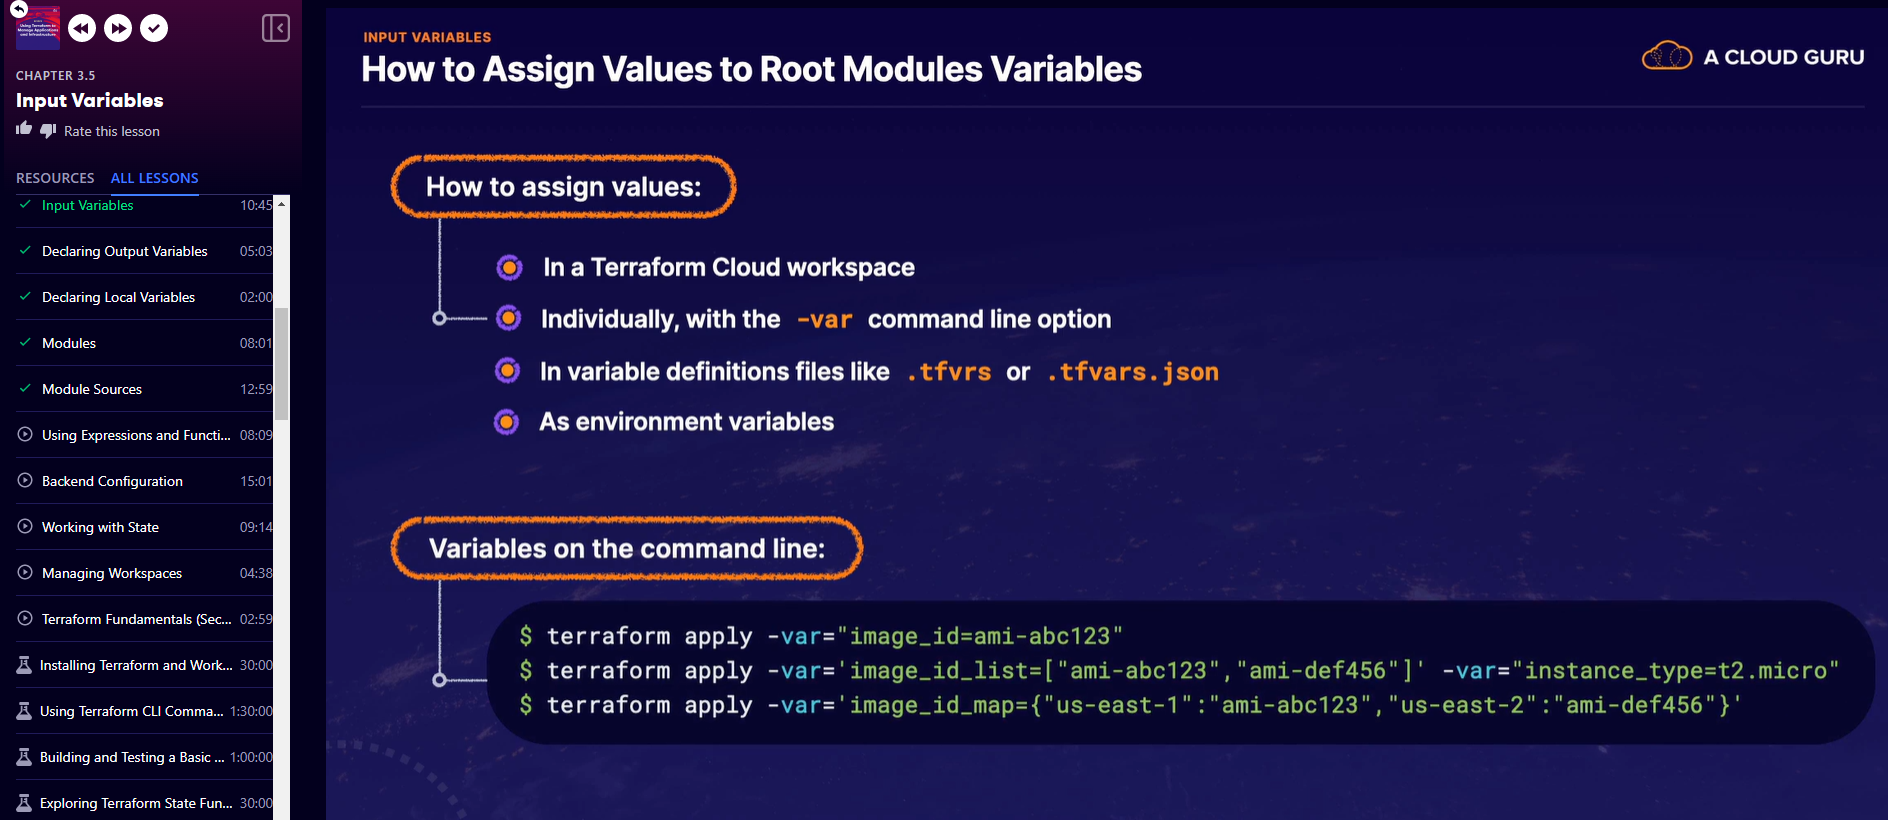 Using Terraform to
Manage Applications
and Infrastructure
CHAPTER 3.5
Input Variables
Rate this lesson
RESOURCES ALL LESSONS
Input Variables 10:45
Declaring Output Variables 05:03
Declaring Local Variables 02:00
Modules 08:01
Module Sources 12:59
Using Expressions and Functi... 08:09
Backend Configuration 15:01
Working with State 09:14
Managing Workspaces 04:38
Terraform Fundamentals (Sec... 02:59
Installing Terraform and Work... 30:00
Using Terraform CLI Comma... 1:30:00
Building and Testing a Basic ... 1:00:00
Exploring Terraform State Fun... 30:00
INPUT VARIABLES
How to Assign Values to Root Modules Variables
A CLOUD GURU
How to assign values:
In a Terraform Cloud workspace
Individually, with the -var command line option
In variable definitions files like .tfvrs or .tfvars.json
As environment variables
Variables on the command line:
$ terraform apply -var="image_id=ami-abc123"
$ terraform apply -var='image_id_list=["ami-abc123","ami-def456"]' -var="instance_type=t2.micro"
$ terraform apply -var='image_id_map={"us-east-1":"ami-abc123","us-east-2":"ami-def456"}'